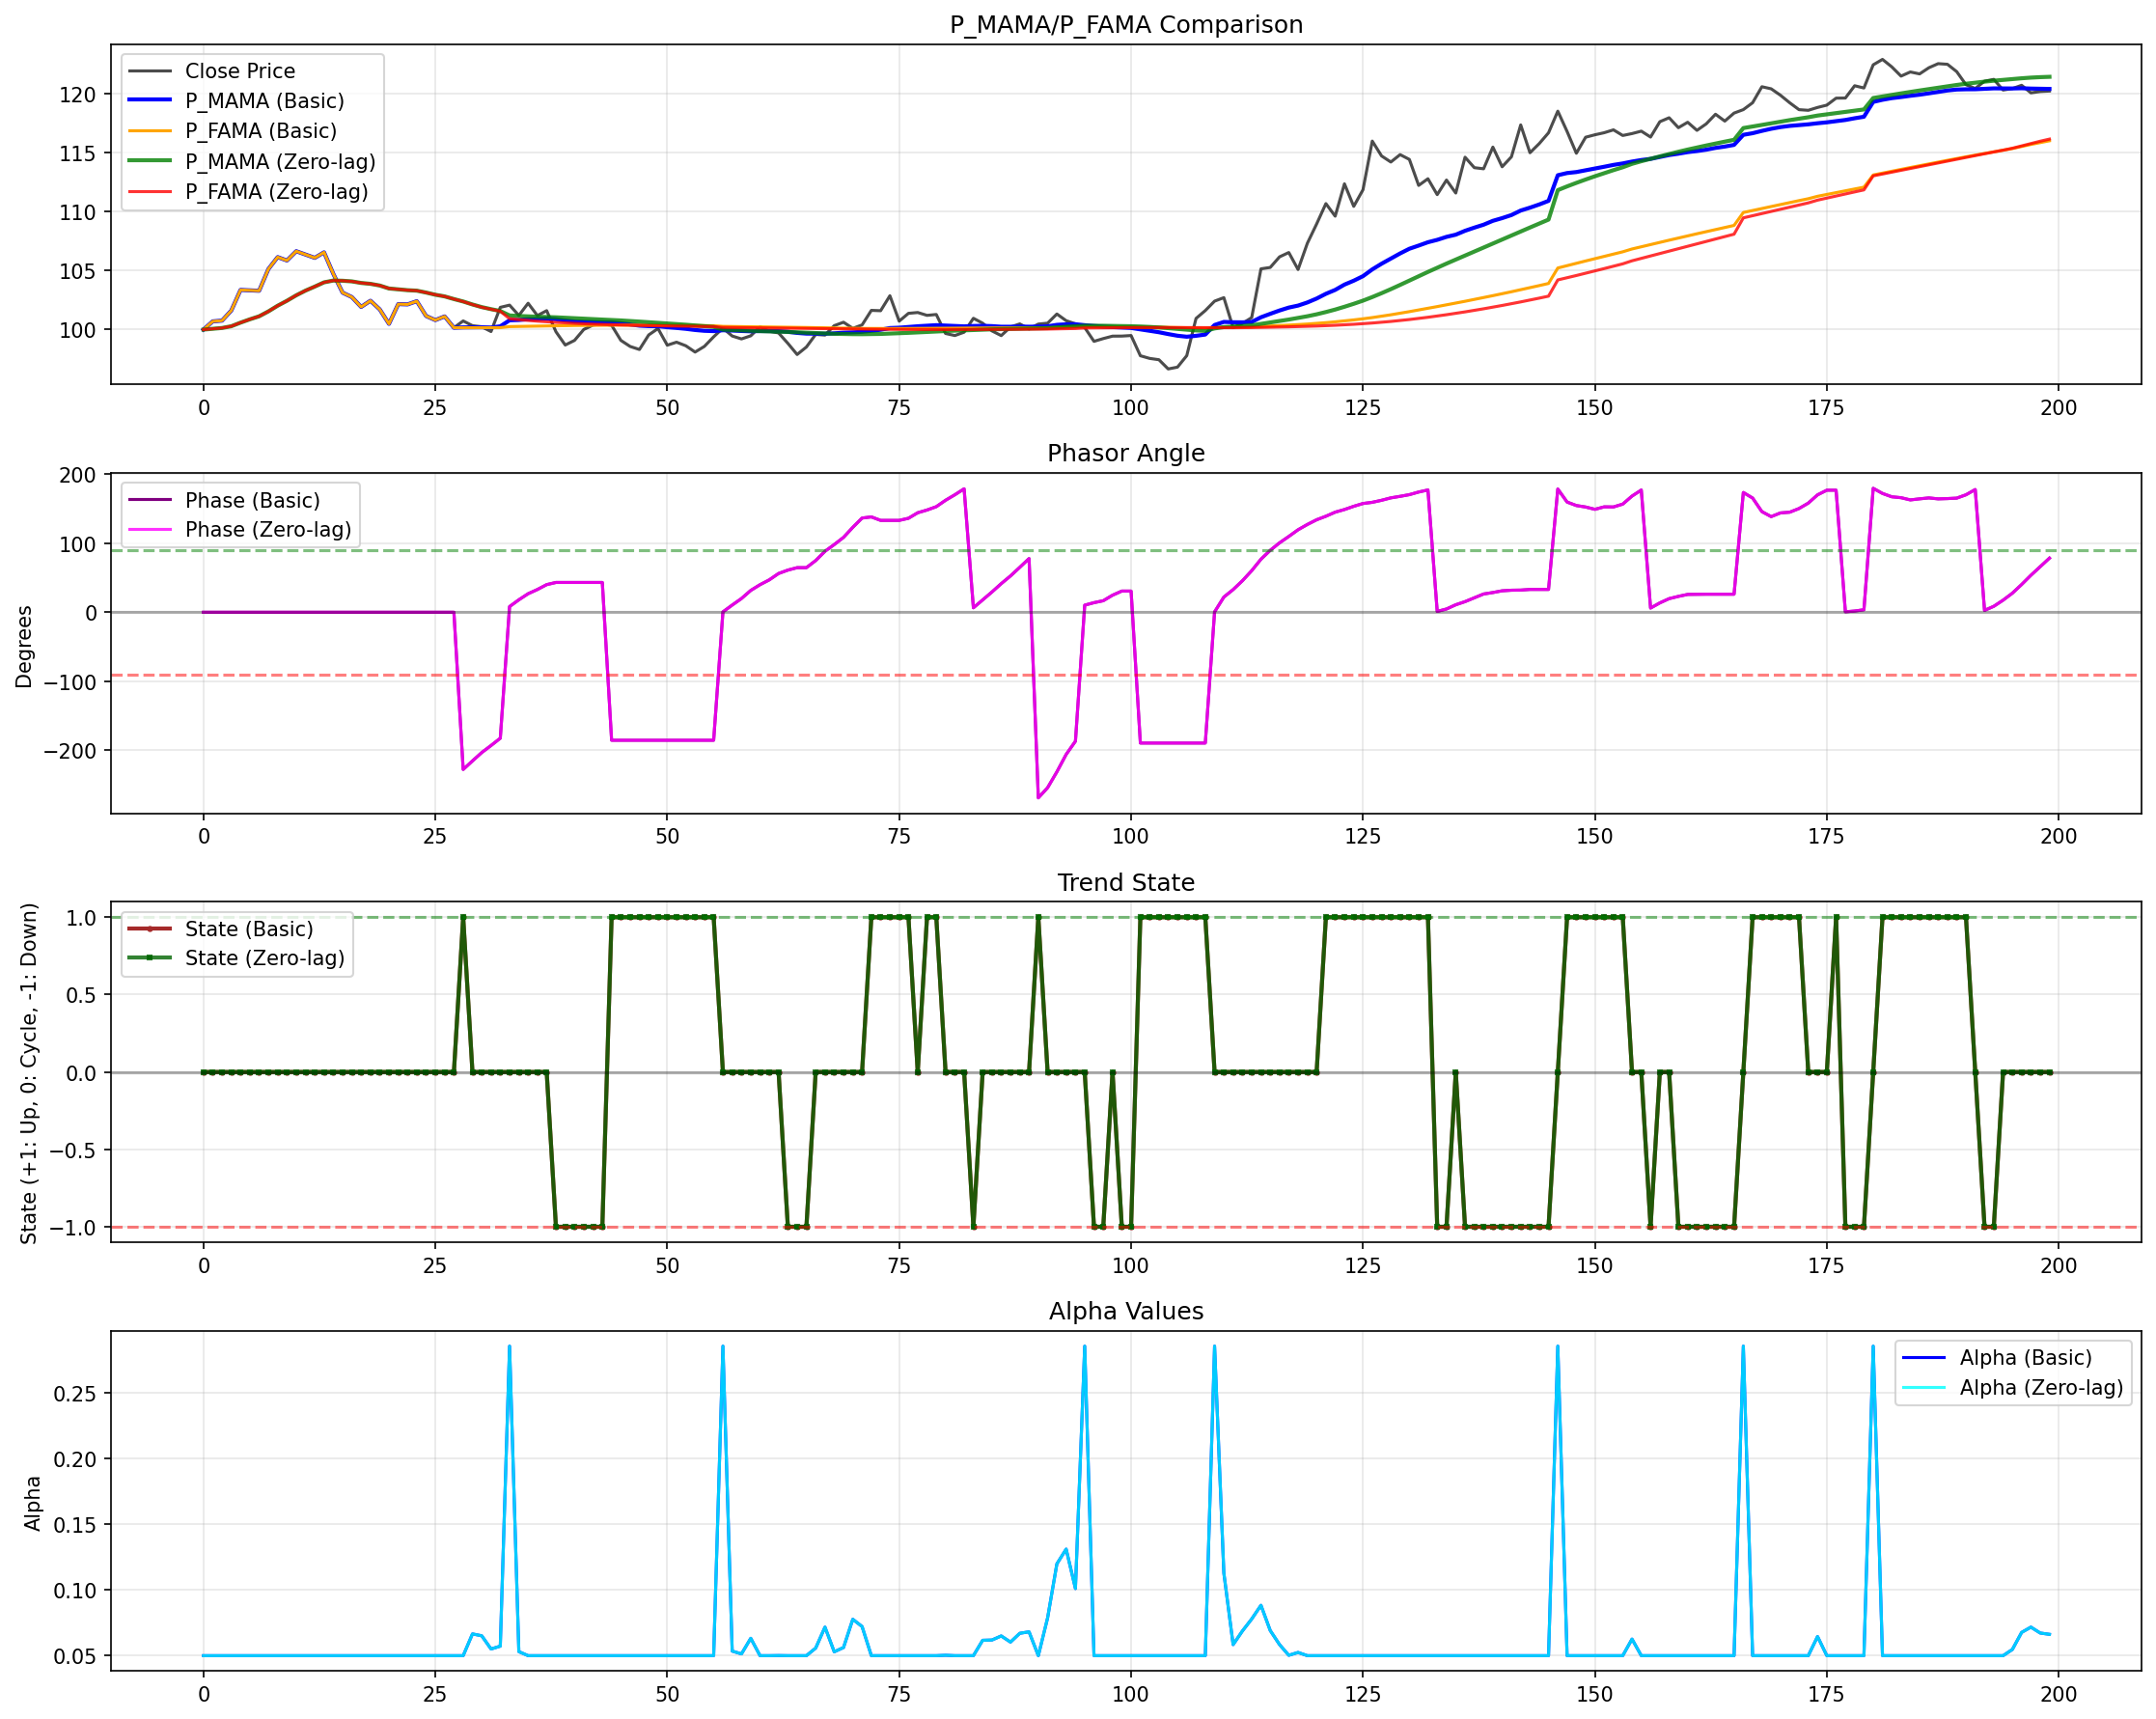 P_MAMA/P_FAMA Comparison
Close Price
P_MAMA (Basic)
P_FAMA (Basic)
P_MAMA (Zero-lag)
P_FAMA (Zero-lag)
120
115
110
105
100
0 25 50 75 100 125 150 175 200
Phasor Angle
Phase (Basic)
Phase (Zero-lag)
Degrees
200
100
0
−100
−200
0 25 50 75 100 125 150 175 200
Trend State
State (Basic)
State (Zero-lag)
State (+1: Up, 0: Cycle, -1: Down)
1.0
0.5
0.0
−0.5
−1.0
0 25 50 75 100 125 150 175 200
Alpha Values
Alpha (Basic)
Alpha (Zero-lag)
Alpha
0.25
0.20
0.15
0.10
0.05
0 25 50 75 100 125 150 175 200